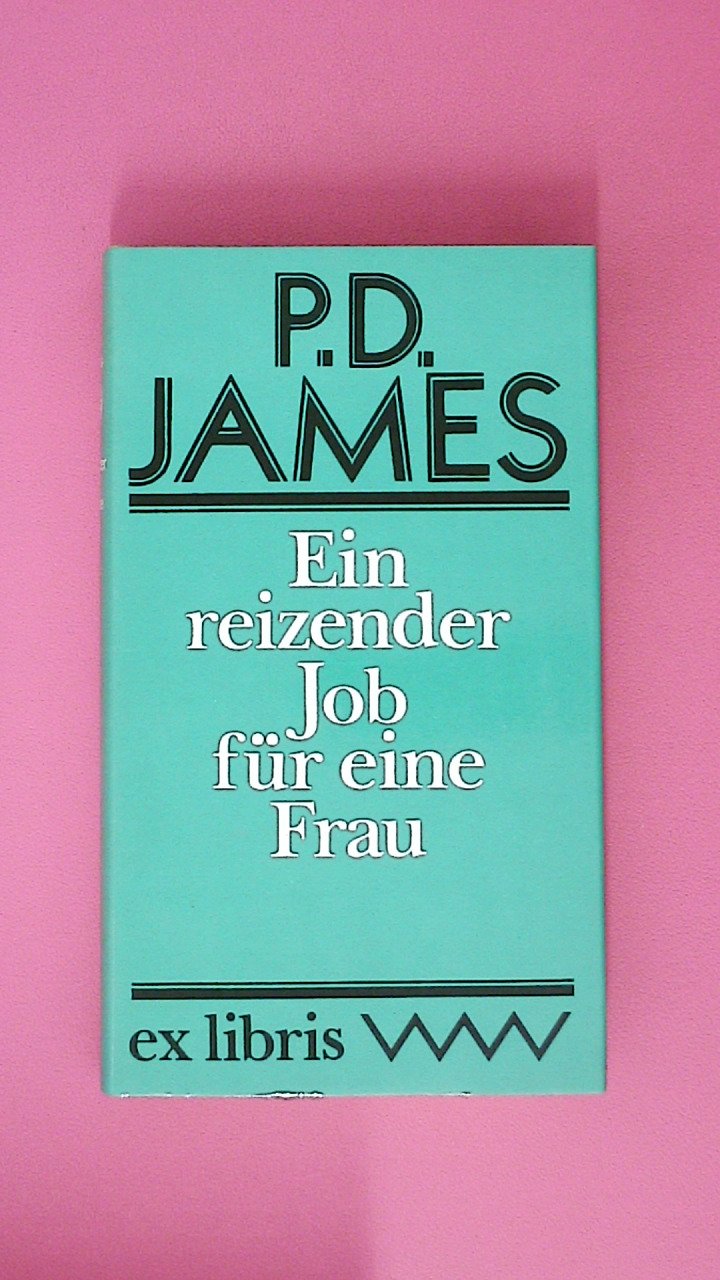 P.D.
JAMES
Ein
reizender
Job
für eine
Frau
ex libris